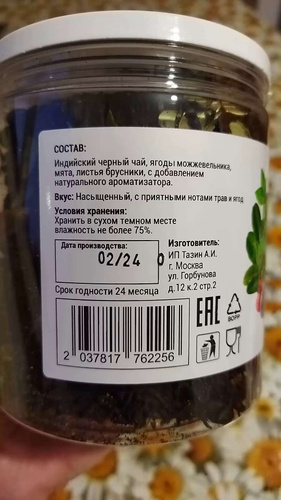 СОСТАВ:
Индийский черный чай, ягоды можжевельника,
мята, листья брусники, с добавлением
натурального ароматизатора.
Вкус: Насыщенный, с приятными нотами трав и ягод
Условия хранения:
Хранить в сухом темном месте
влажность не более 75%.
Дата производства:
02/24
Срок годности 24 месяца
Изготовитель:
ИП Тазин А.И.
г. Москва
ул. Горбунова
д.12 к.2 стр.2
EAC
2 037817 762256